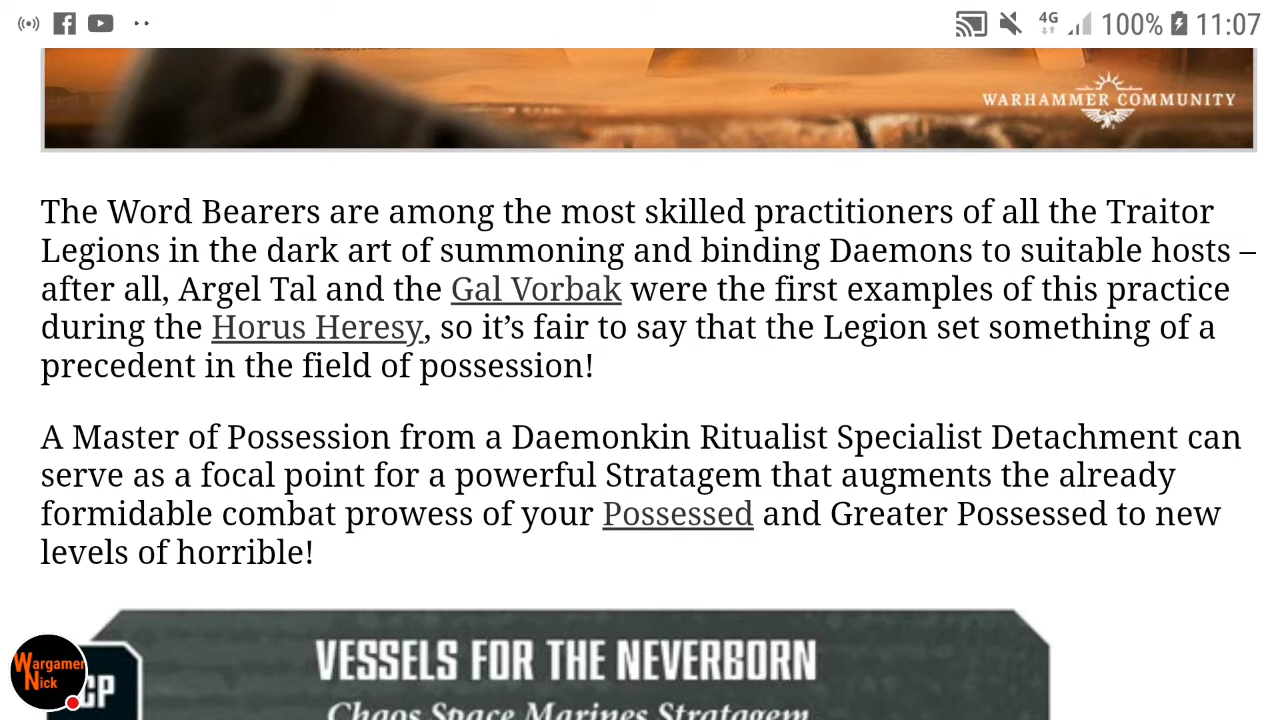 4G 100% 11:07
WARHAMMER COMMUNITY
The Word Bearers are among the most skilled practitioners of all the Traitor
Legions in the dark art of summoning and binding Daemons to suitable hosts –
after all, Argel Tal and the Gal Vorbak were the first examples of this practice
during the Horus Heresy, so it’s fair to say that the Legion set something of a
precedent in the field of possession!
A Master of Possession from a Daemonkin Ritualist Specialist Detachment can
serve as a focal point for a powerful Stratagem that augments the already
formidable combat prowess of your Possessed and Greater Possessed to new
levels of horrible!
VESSELS FOR THE NEVERBORN
Wargamer
Nick
CP
Chaos Space Marines Stratagem